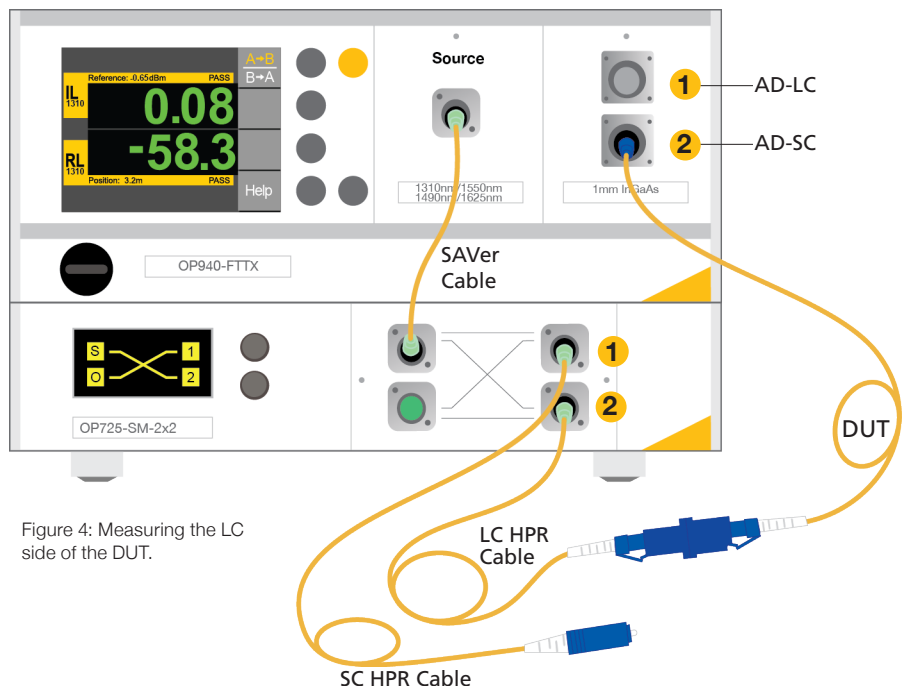 A→B
B→A
Reference: -0.65dBm PASS
IL
1310
0.08
RL
1310
-58.3
Position: 3.2m PASS
Help
Source
1310nm/1550nm
1490nm/1625nm
1
AD-LC
2
AD-SC
1mm InGaAs
SAVer
Cable
OP940-FTTX
S
1
O
2
OP725-SM-2x2
1
2
DUT
Figure 4: Measuring the LC
side of the DUT.
LC HPR
Cable
SC HPR Cable